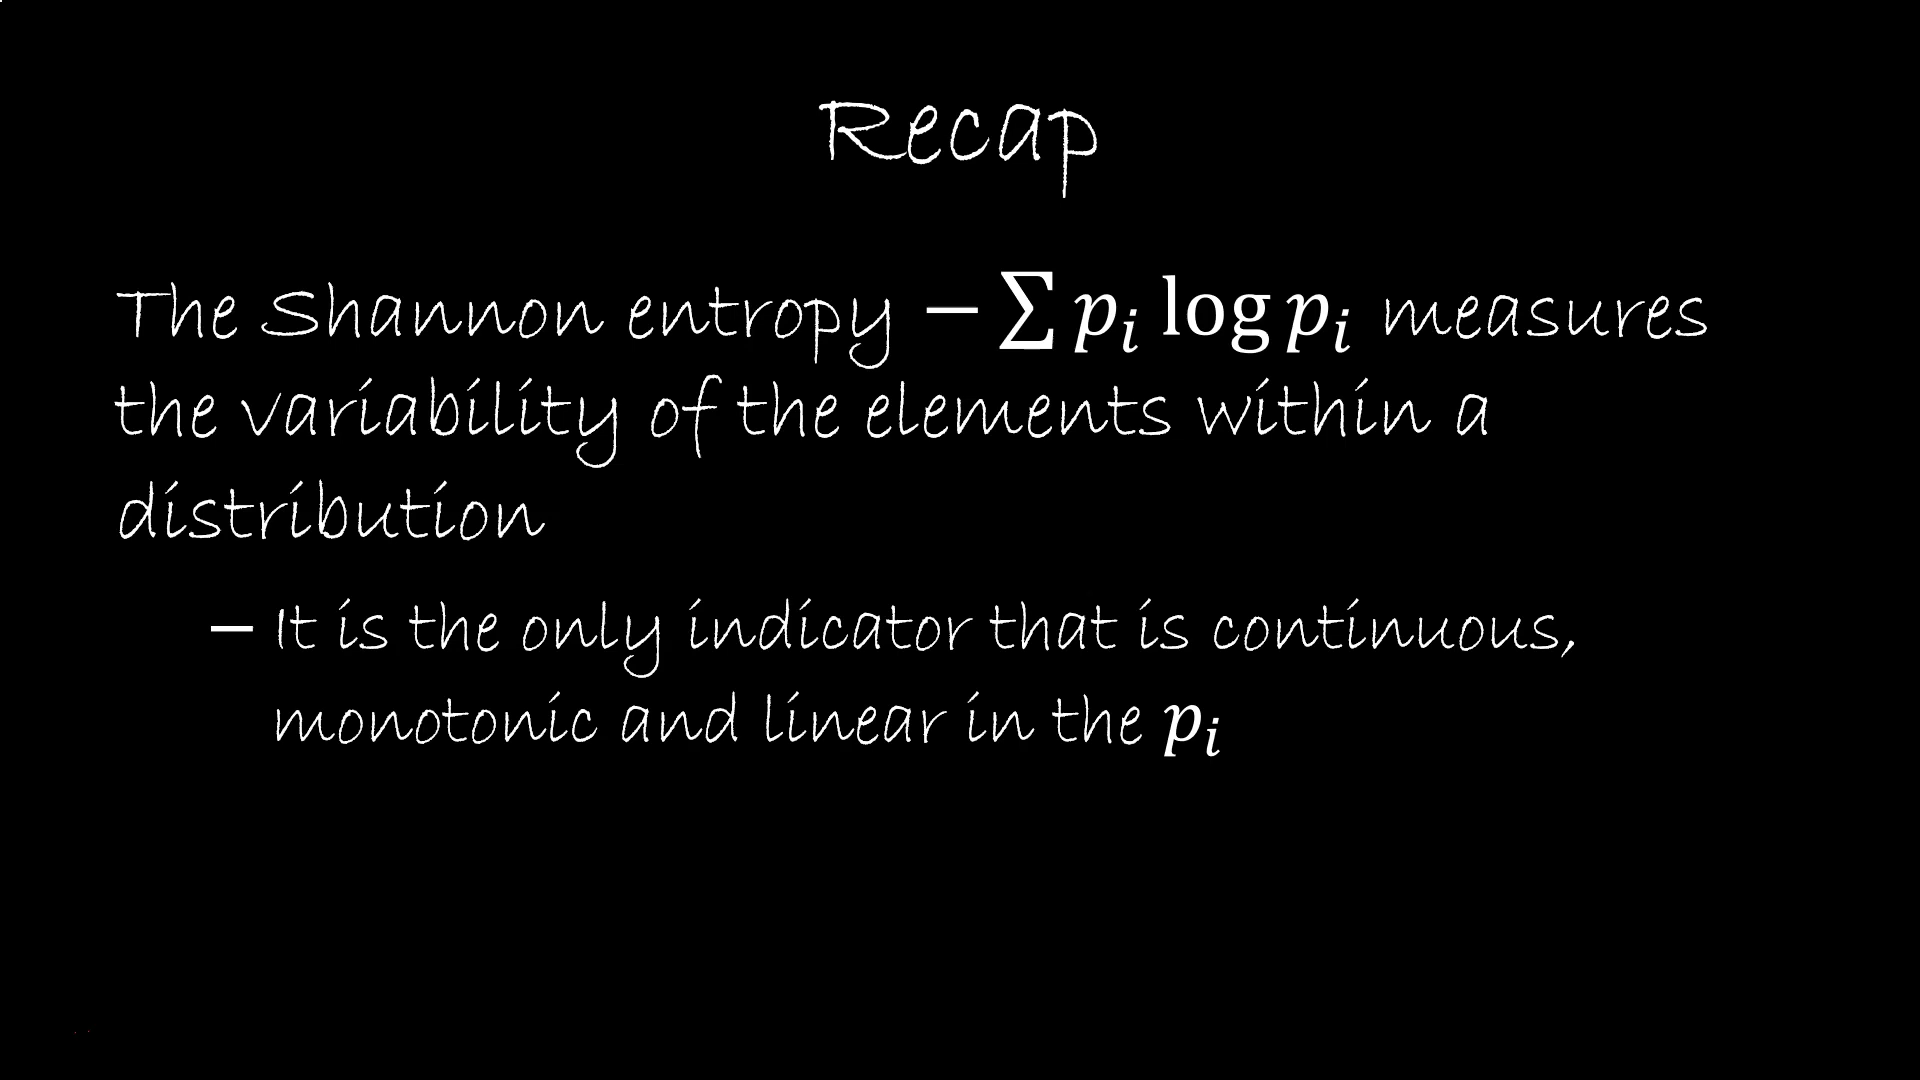 Recap
The Shannon entropy − ∑ pᵢ log pᵢ measures
the variability of the elements within a
distribution
– It is the only indicator that is continuous,
monotonic and linear in the pᵢ